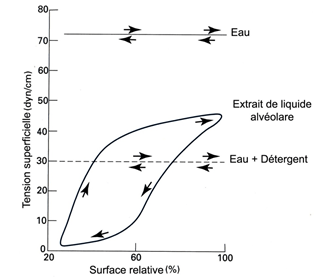 80
70
60
50
40
30
20
10
0
Tension superficielle (dyn/cm)
Eau
Extrait de liquide
alvéolare
Eau + Détergent
20
60
100
Surface relative (%)